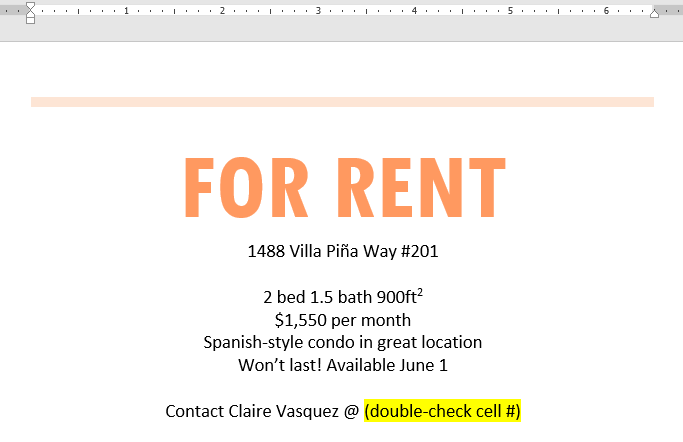 1 2 3 4 5 6
FOR RENT
1488 Villa Piña Way #201
2 bed 1.5 bath 900ft²
$1,550 per month
Spanish-style condo in great location
Won’t last! Available June 1
Contact Claire Vasquez @ (double-check cell #)